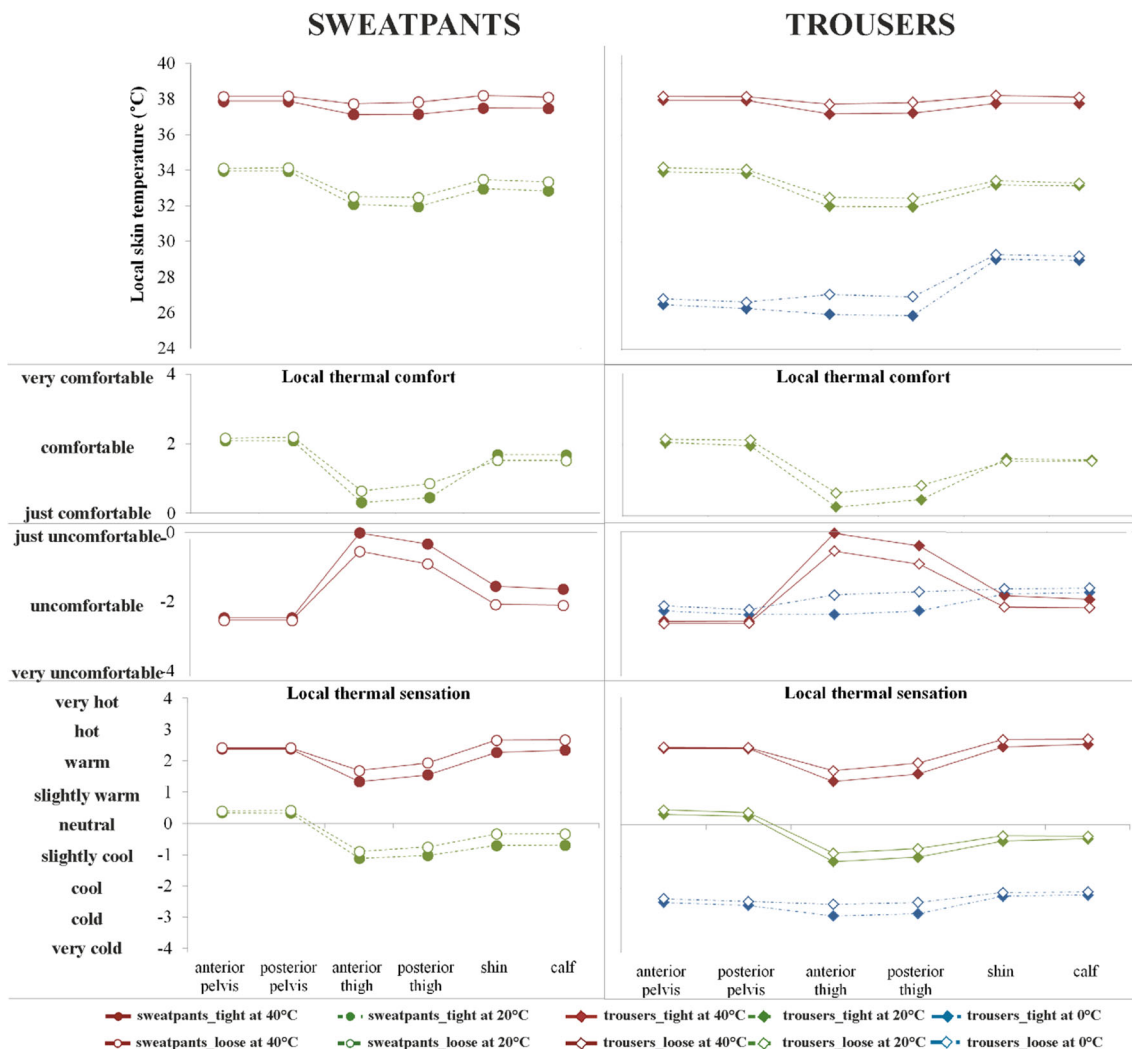 SWEATPANTS TROUSERS
40
38
36
34
32
30
28
26
24
Local skin temperature (°C)
very comfortable 4 Local thermal comfort Local thermal comfort
comfortable 2
just comfortable 0
just uncomfortable 0
uncomfortable -2
very uncomfortable -4
very hot 4 Local thermal sensation Local thermal sensation
hot 3
warm 2
slightly warm 1
neutral 0
slightly cool -1
cool -2
cold -3
very cold -4
anterior posterior anterior posterior shin calf anterior posterior anterior posterior shin calf
pelvis pelvis thigh thigh pelvis pelvis thigh thigh
sweatpants_tight at 40°C sweatpants_tight at 20°C trousers_tight at 40°C trousers_tight at 20°C trousers_tight at 0°C
sweatpants_loose at 40°C sweatpants_loose at 20°C trousers_loose at 40°C trousers_loose at 20°C trousers_loose at 0°C